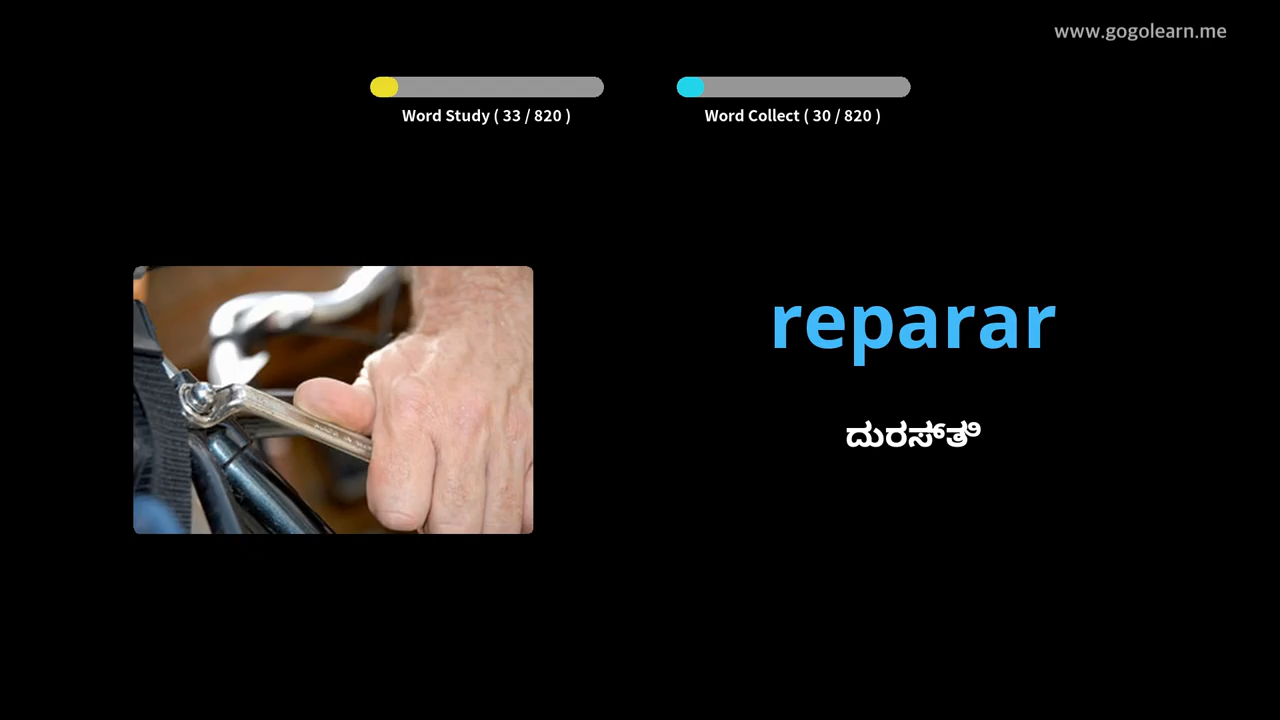 www.gogolearn.me
Word Study ( 33 / 820 )
Word Collect ( 30 / 820 )
reparar
ದುರಸ್ತಿ